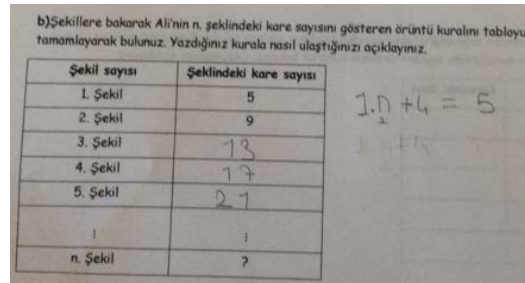 b)Şekillere bakarak Ali'nin n. şeklindeki kare sayısını gösteren örüntü kuralını tabloyu
tamamlayarak bulunuz. Yazdığınız kurala nasıl ulaştığınızı açıklayınız.
Şekil sayısı Şeklindeki kare sayısı
1. Şekil 5
2. Şekil 9
3. Şekil 13
4. Şekil 17
5. Şekil 21
n. Şekil ?
1.n + 4 = 5